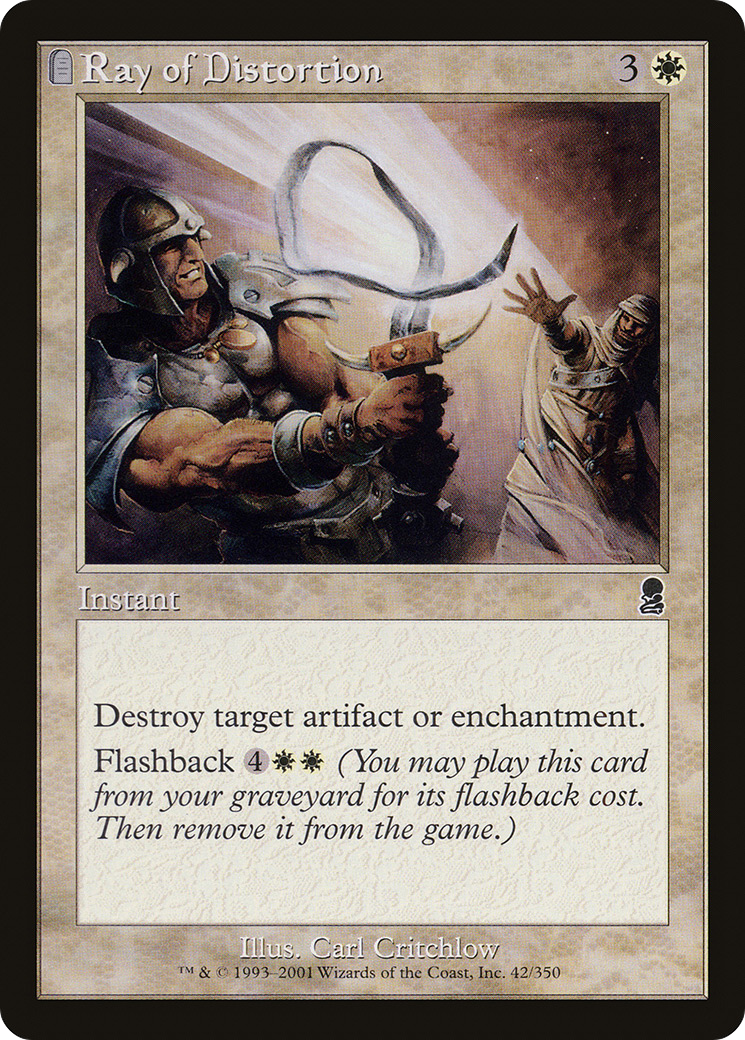 Ray of Distortion 3
Instant
Destroy target artifact or enchantment.
Flashback 4 (You may play this card
from your graveyard for its flashback cost.
Then remove it from the game.)
Illus. Carl Critchlow
™ & © 1993–2001 Wizards of the Coast, Inc. 42/350